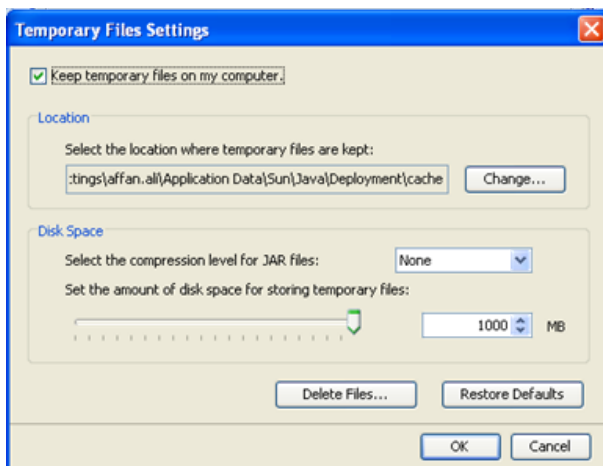 Temporary Files Settings
Keep temporary files on my computer.
Location
Select the location where temporary files are kept:
:tings\affan.ali\Application Data\Sun\Java\Deployment\cache
Change...
Disk Space
Select the compression level for JAR files:
None
Set the amount of disk space for storing temporary files:
1000 MB
Delete Files...
Restore Defaults
OK
Cancel